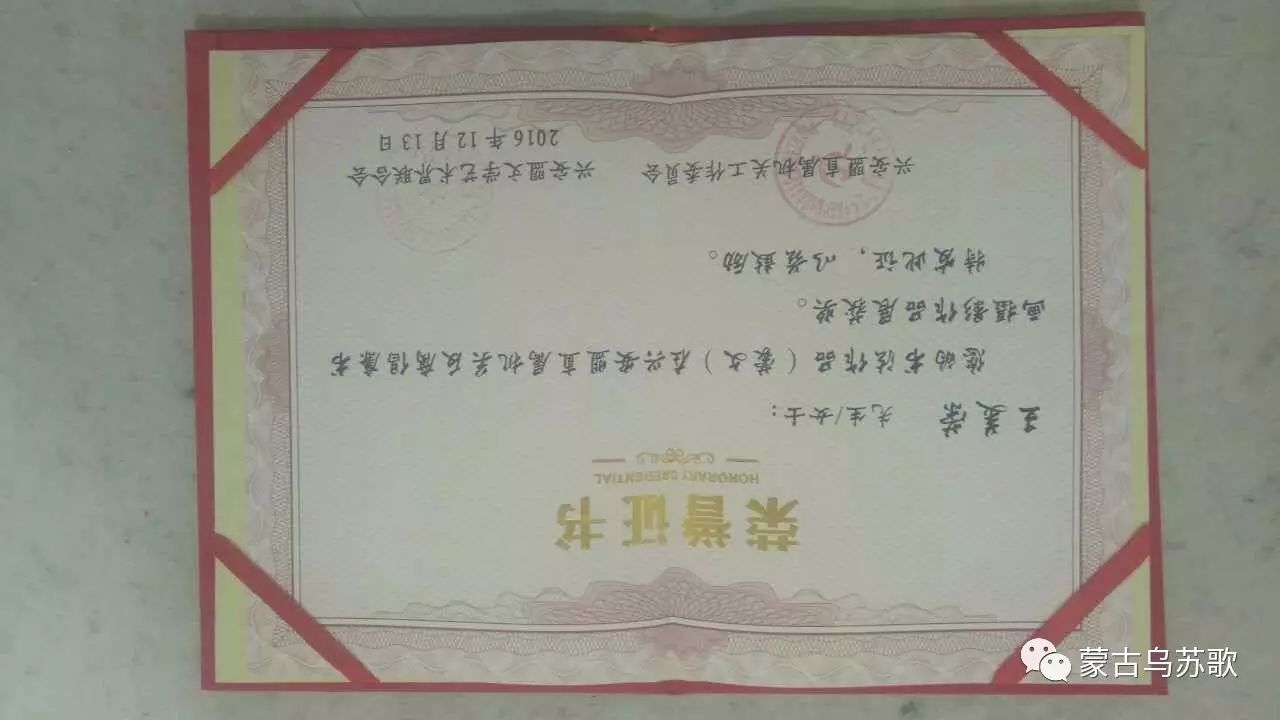 荣誉证书
HONORARY CREDENTIAL
王美荣 先生/女士：
您的书法作品（蒙文）在兴安盟直属机关反腐倡廉书
画摄影作品展获奖。
特发此证，以资鼓励。
兴安盟直属机关工作委员会 兴安盟文学艺术界联合会
2016年12月13日
蒙古乌苏歌